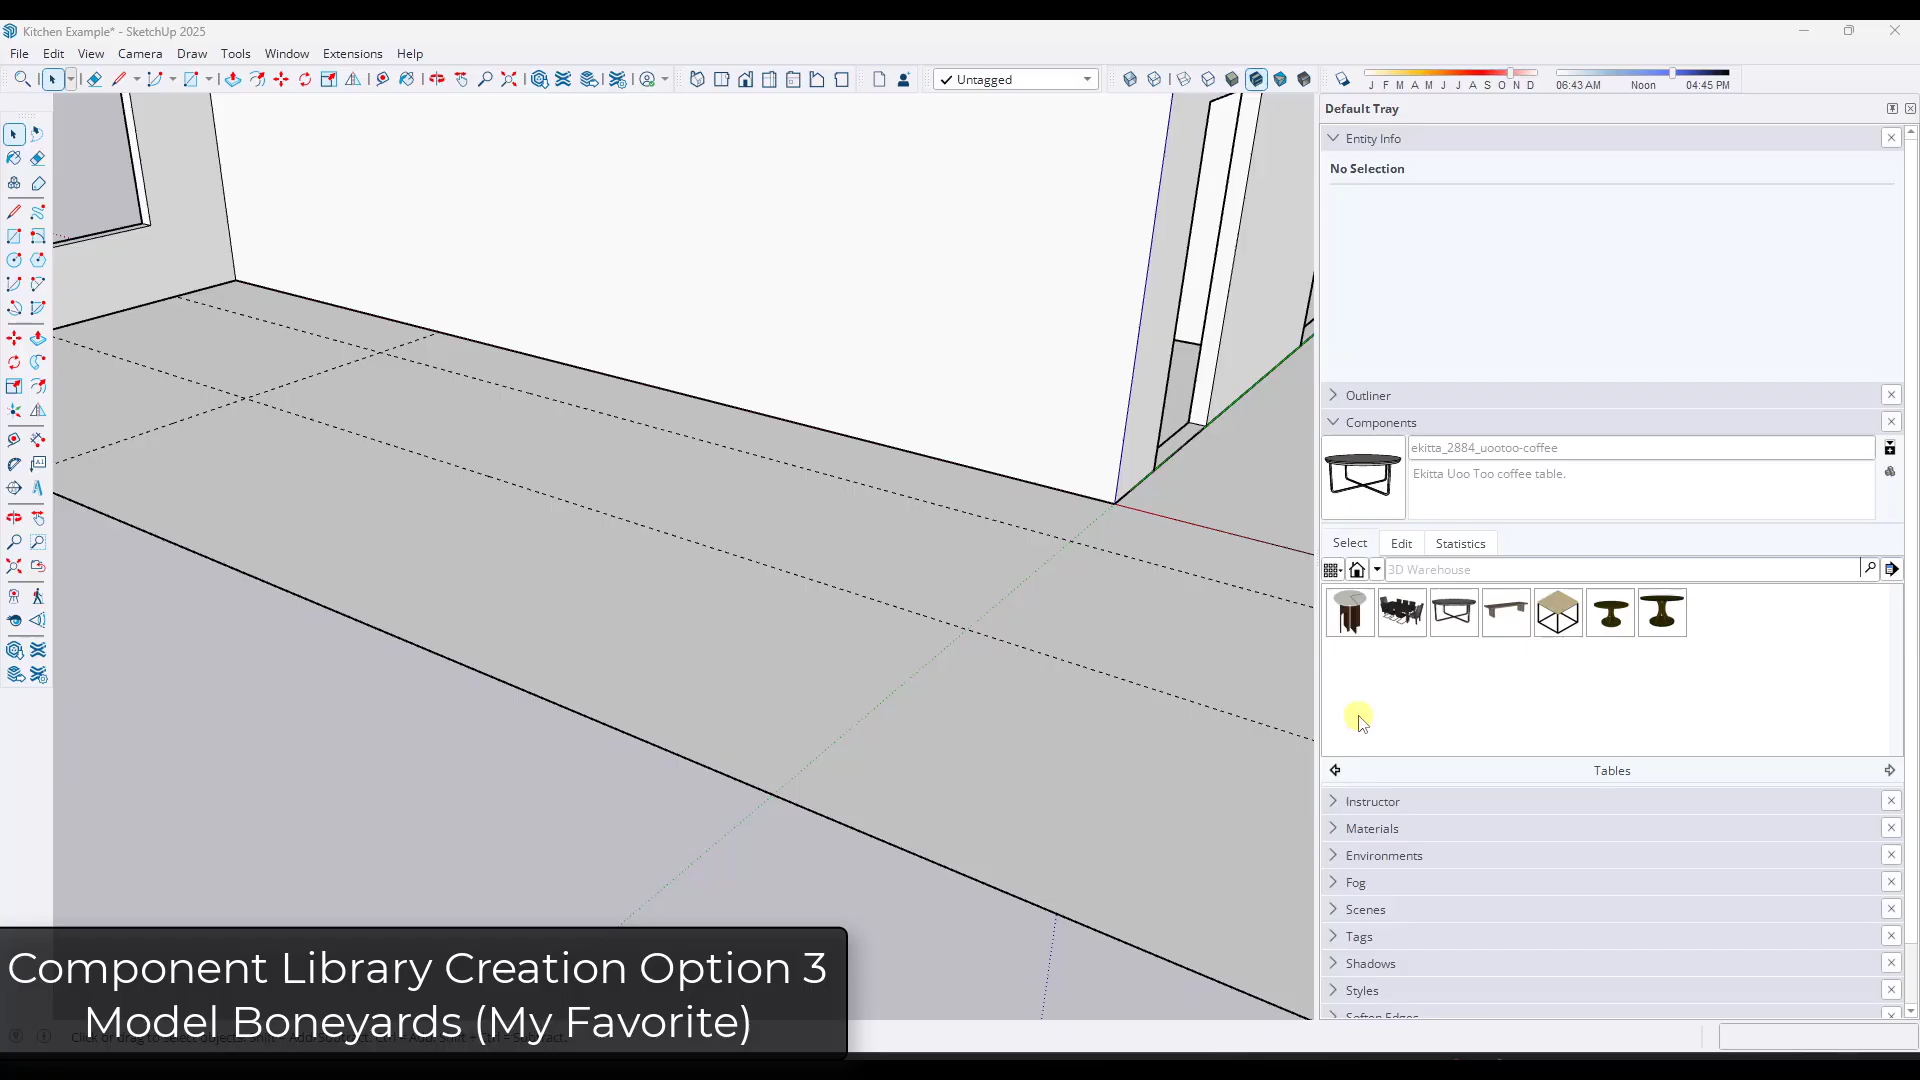 Kitchen Example* - SketchUp 2025
File Edit View Camera Draw Tools Window Extensions Help
Untagged
J F M A M J J A S O N D
06:43 AM Noon 04:45 PM
Default Tray
Entity Info
No Selection
Outliner
Components
ekitta_2884_uootoo-coffee
Ekitta Uoo Too coffee table.
Select Edit Statistics
3D Warehouse
Tables
Instructor
Materials
Environments
Fog
Scenes
Tags
Shadows
Styles
Soften Edges
Component Library Creation Option 3
Model Boneyards (My Favorite)